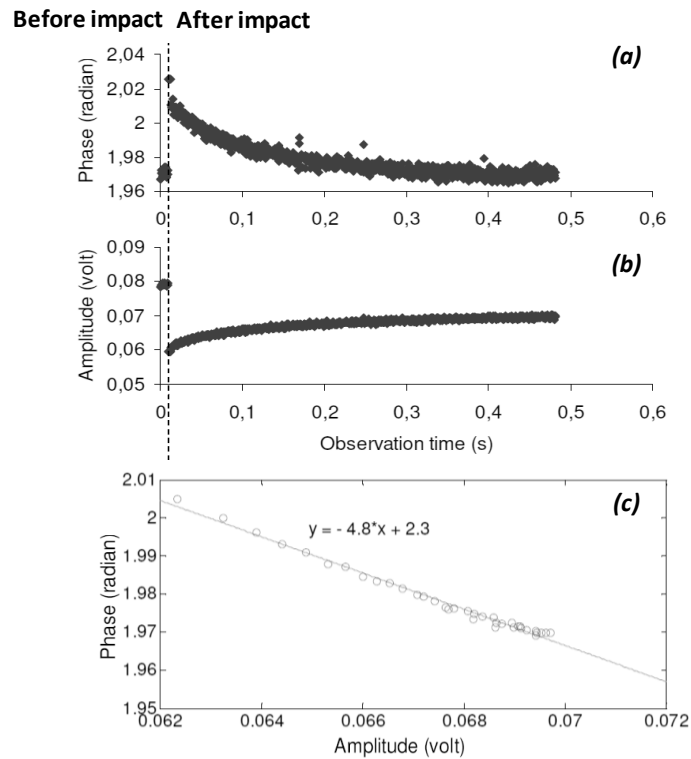 Before impact After impact
(a)
2,04
2,02
2
1,98
1,96
Phase (radian)
0 0,1 0,2 0,3 0,4 0,5 0,6
(b)
0,09
0,08
0,07
0,06
0,05
Amplitude (volt)
0 0,1 0,2 0,3 0,4 0,5 0,6
Observation time (s)
(c)
2.01
2
1.99
1.98
1.97
1.96
1.95
Phase (radian)
y = - 4.8*x + 2.3
0.062 0.064 0.066 0.068 0.07 0.072
Amplitude (volt)